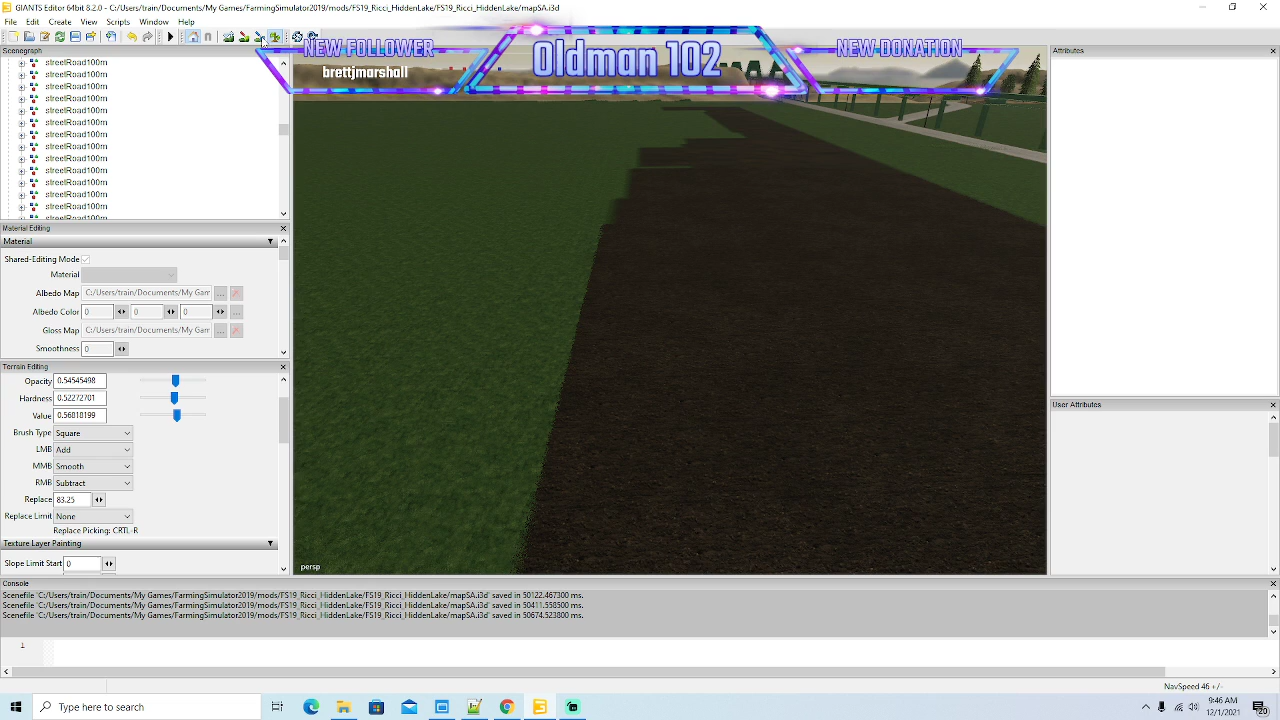 GIANTS Editor 64bit 8.2.0 - C:/Users/train/Documents/My Games/FarmingSimulator2019/mods/FS19_Ricci_HiddenLake/FS19_Ricci_HiddenLake/mapSA.i3d*
File Edit Create View Scripts Window Help
NEW FOLLOWER
brettjmarshall
Oldman 102
NEW DONATION
Scenegraph
streetRoad100m
streetRoad100m
streetRoad100m
streetRoad100m
streetRoad100m
streetRoad100m
streetRoad100m
streetRoad100m
streetRoad100m
streetRoad100m
streetRoad100m
streetRoad100m
streetRoad100m
streetRoad100m
Material Editing
Material
Shared-Editing Mode
Material
Albedo Map C:/Users/train/Documents/My Gam ...
Albedo Color 0 0 0 ...
Gloss Map C:/Users/train/Documents/My Gam ...
Smoothness 0
Terrain Editing
Opacity 0.54545498
Hardness 0.52272701
Value 0.56818199
Brush Type Square
LMB Add
MMB Smooth
RMB Subtract
Replace 83.25
Replace Limit None
Replace Picking: CRTL-R
Texture Layer Painting
Slope Limit Start 0
persp
Attributes
User Attributes
Console
Scenefile 'C:/Users/train/Documents/My Games/FarmingSimulator2019/mods/FS19_Ricci_HiddenLake/FS19_Ricci_HiddenLake/mapSA.i3d' saved in 50122.467300 ms.
Scenefile 'C:/Users/train/Documents/My Games/FarmingSimulator2019/mods/FS19_Ricci_HiddenLake/FS19_Ricci_HiddenLake/mapSA.i3d' saved in 50411.558500 ms.
Scenefile 'C:/Users/train/Documents/My Games/FarmingSimulator2019/mods/FS19_Ricci_HiddenLake/FS19_Ricci_HiddenLake/mapSA.i3d' saved in 50674.523800 ms.
1
NavSpeed 46 +/-
Type here to search
9:46 AM
12/1/2021
20